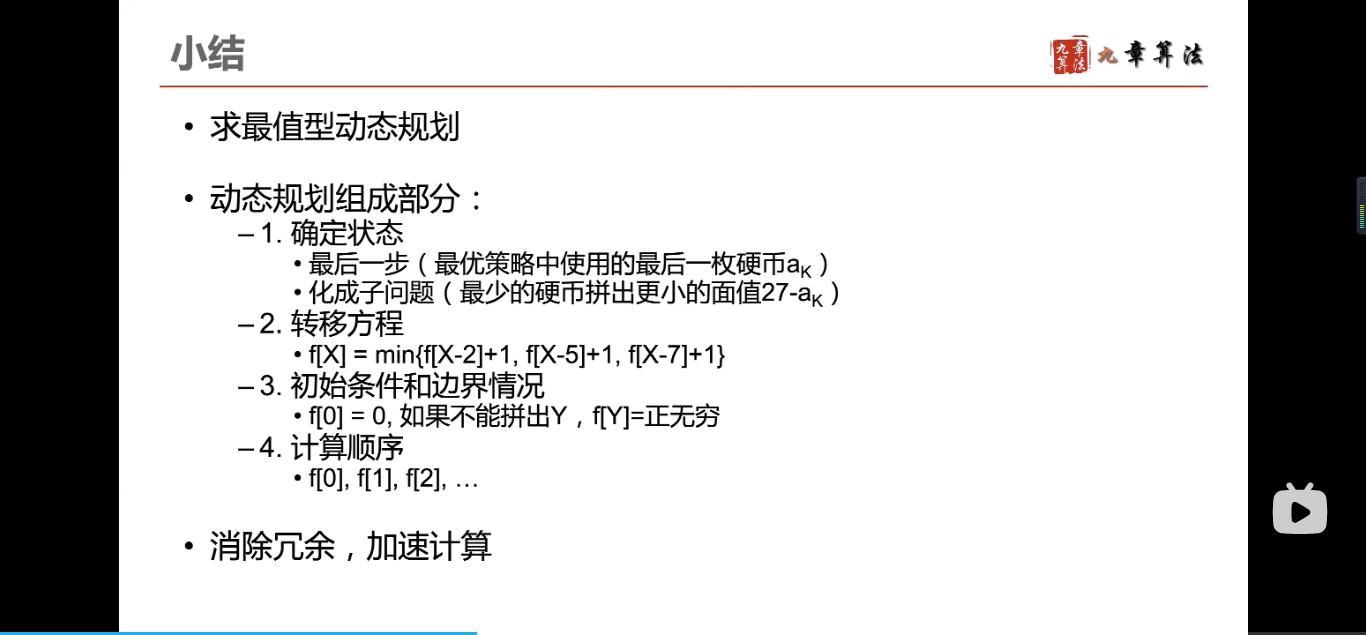 小结
九章算法
九章算法
• 求最值型动态规划
• 动态规划组成部分：
– 1. 确定状态
• 最后一步（最优策略中使用的最后一枚硬币aK）
• 化成子问题（最少的硬币拼出更小的面值27-aK）
– 2. 转移方程
• f[X] = min{f[X-2]+1, f[X-5]+1, f[X-7]+1}
– 3. 初始条件和边界情况
• f[0] = 0, 如果不能拼出Y，f[Y]=正无穷
– 4. 计算顺序
• f[0], f[1], f[2], …
• 消除冗余，加速计算